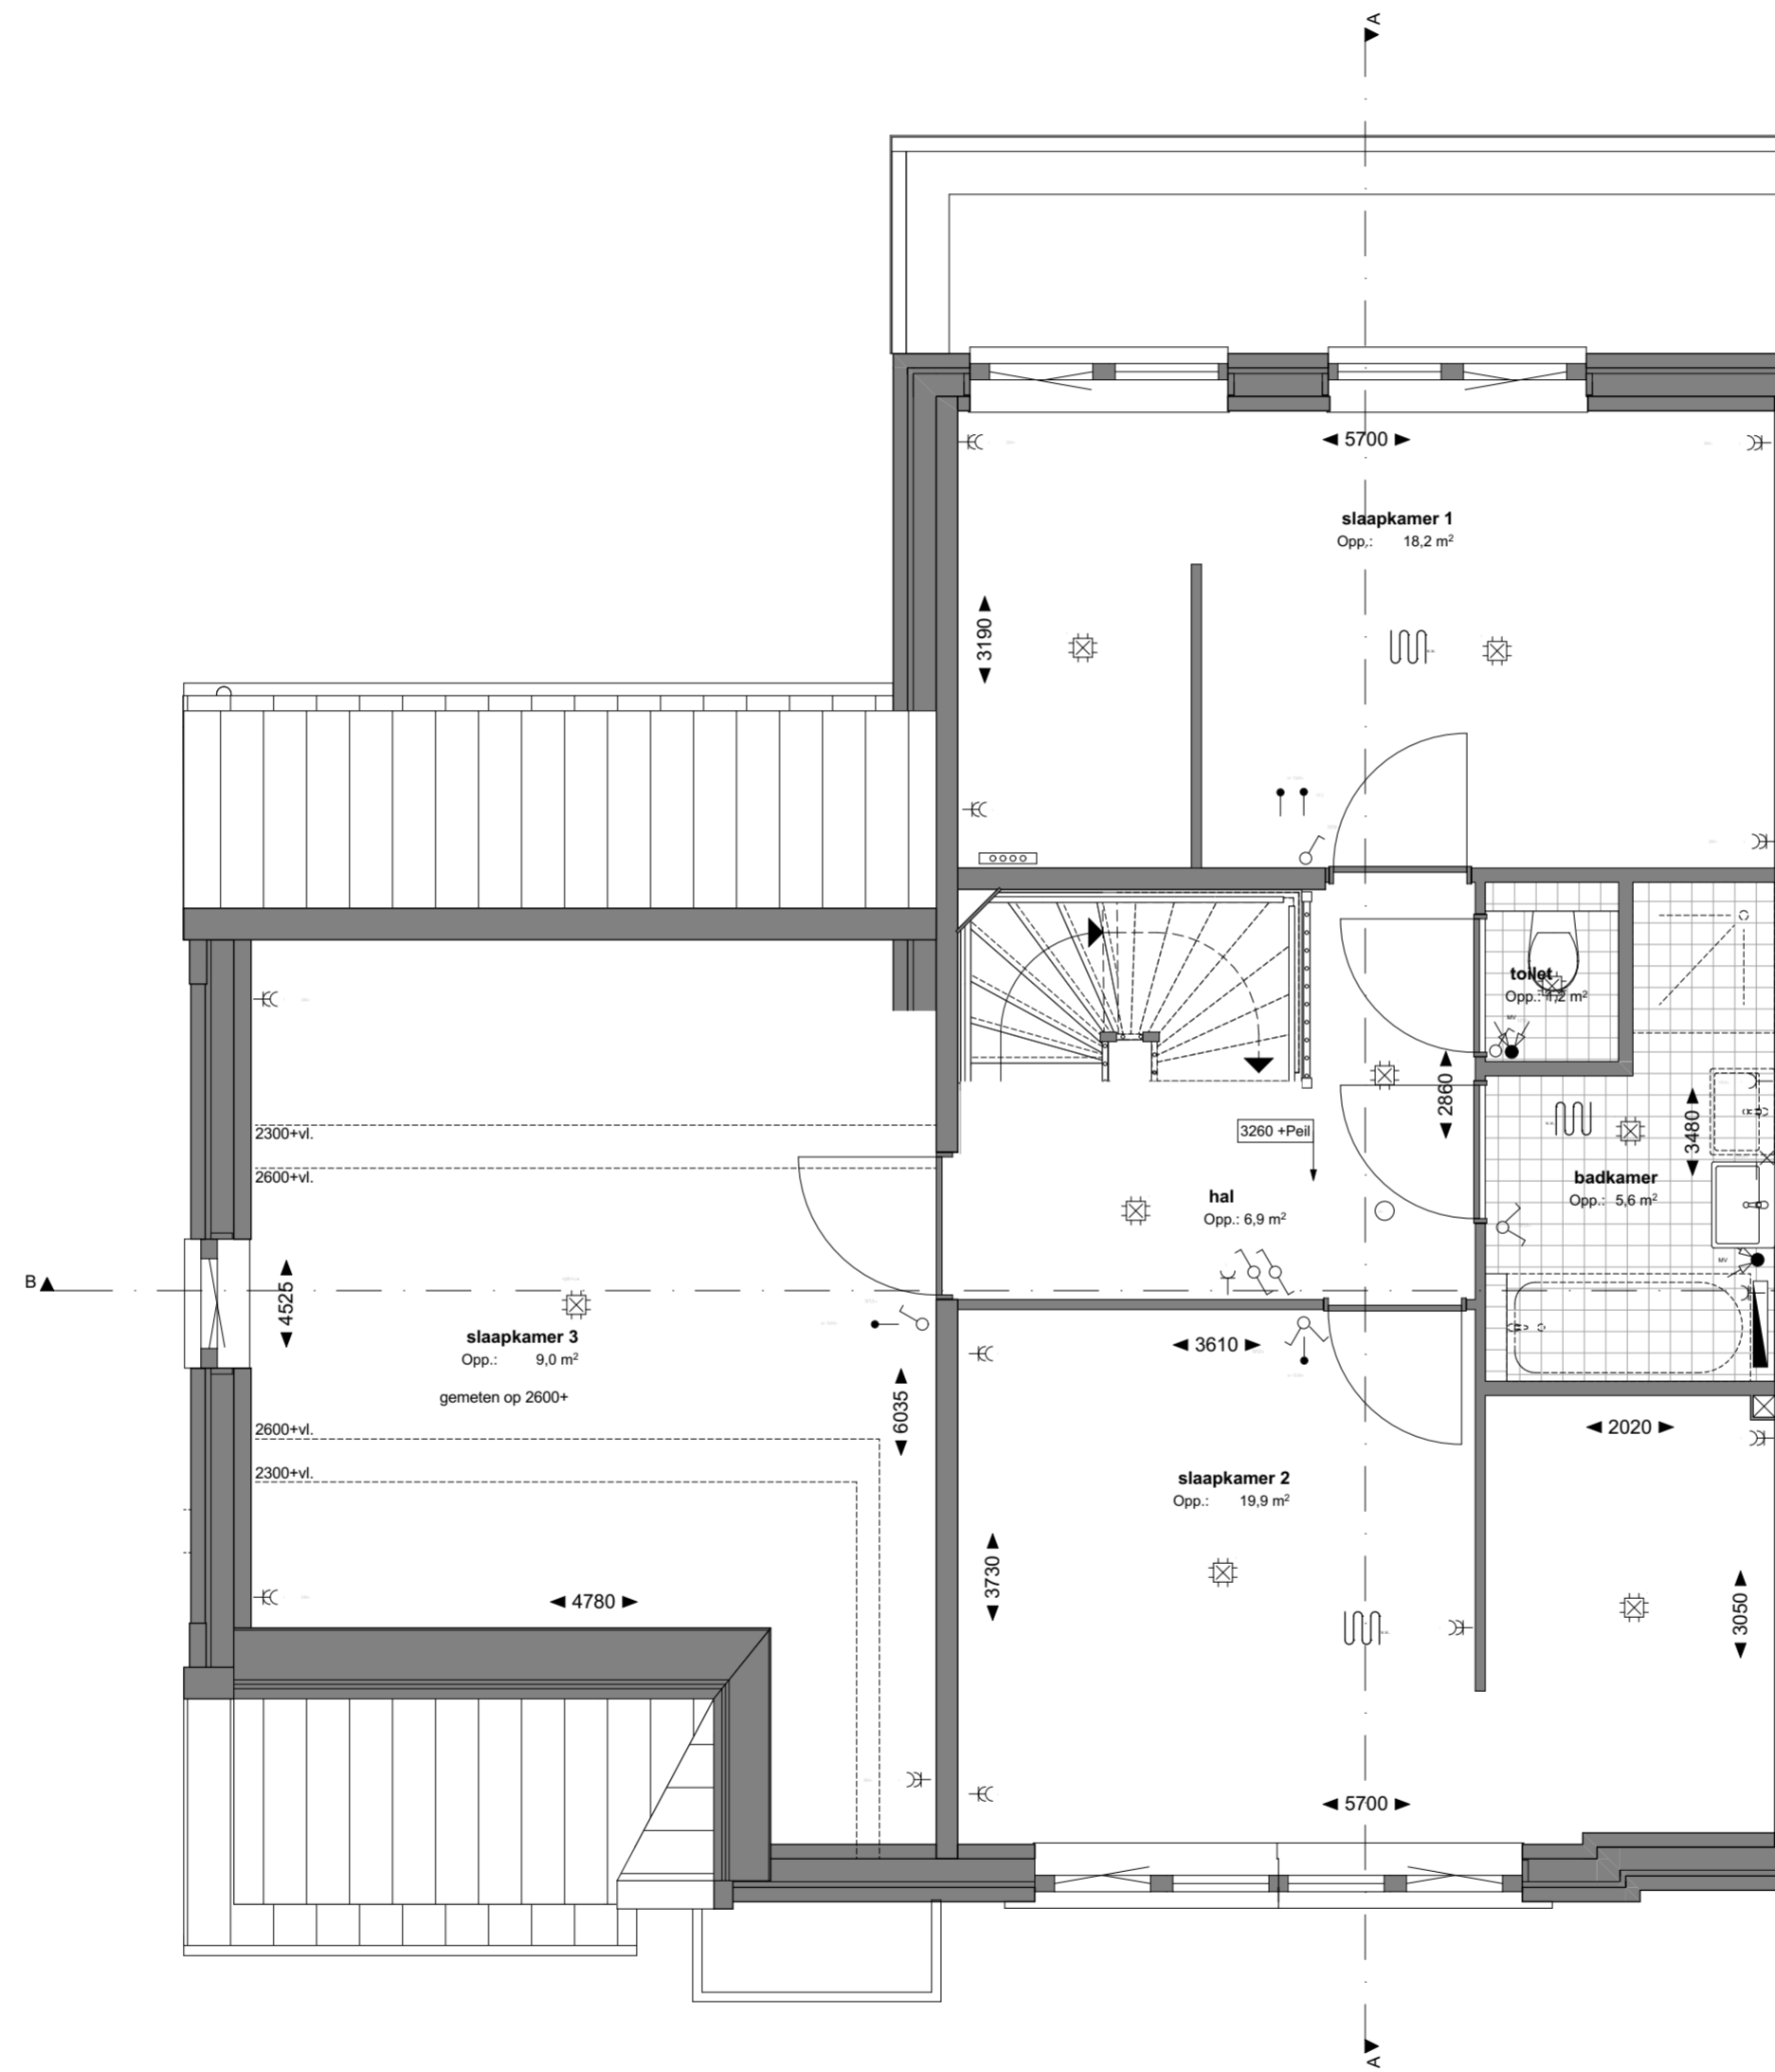 A
5700
slaapkamer 1
Opp.: 18,2 m²
3190
toilet
Opp.: 1,2 m²
MV
2860
3480
2300+vl.
3260 +Peil
2600+vl.
badkamer
Opp.: 5,6 m²
hal
Opp.: 6,9 m²
MV
B
4525
slaapkamer 3
Opp.: 9,0 m²
3610
gemeten op 2600+
6035
2600+vl.
2020
2300+vl.
slaapkamer 2
Opp.: 19,9 m²
3730
4780
3050
5700
A